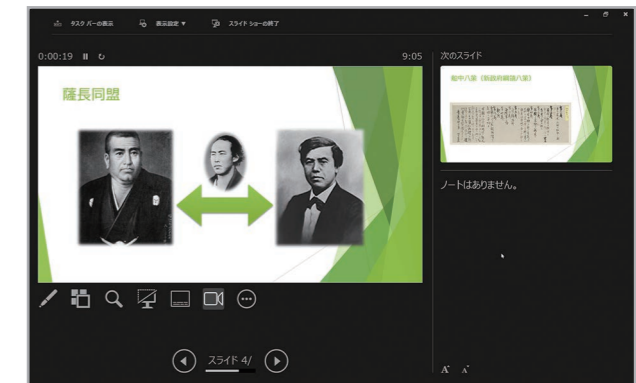 タスク バーの表示
表示設定 ▼
スライド ショーの終了
0:00:19
9:05
薩長同盟
スライド 4/
次のスライド
船中八策（新政府綱領八策）
ノートはありません。
A A